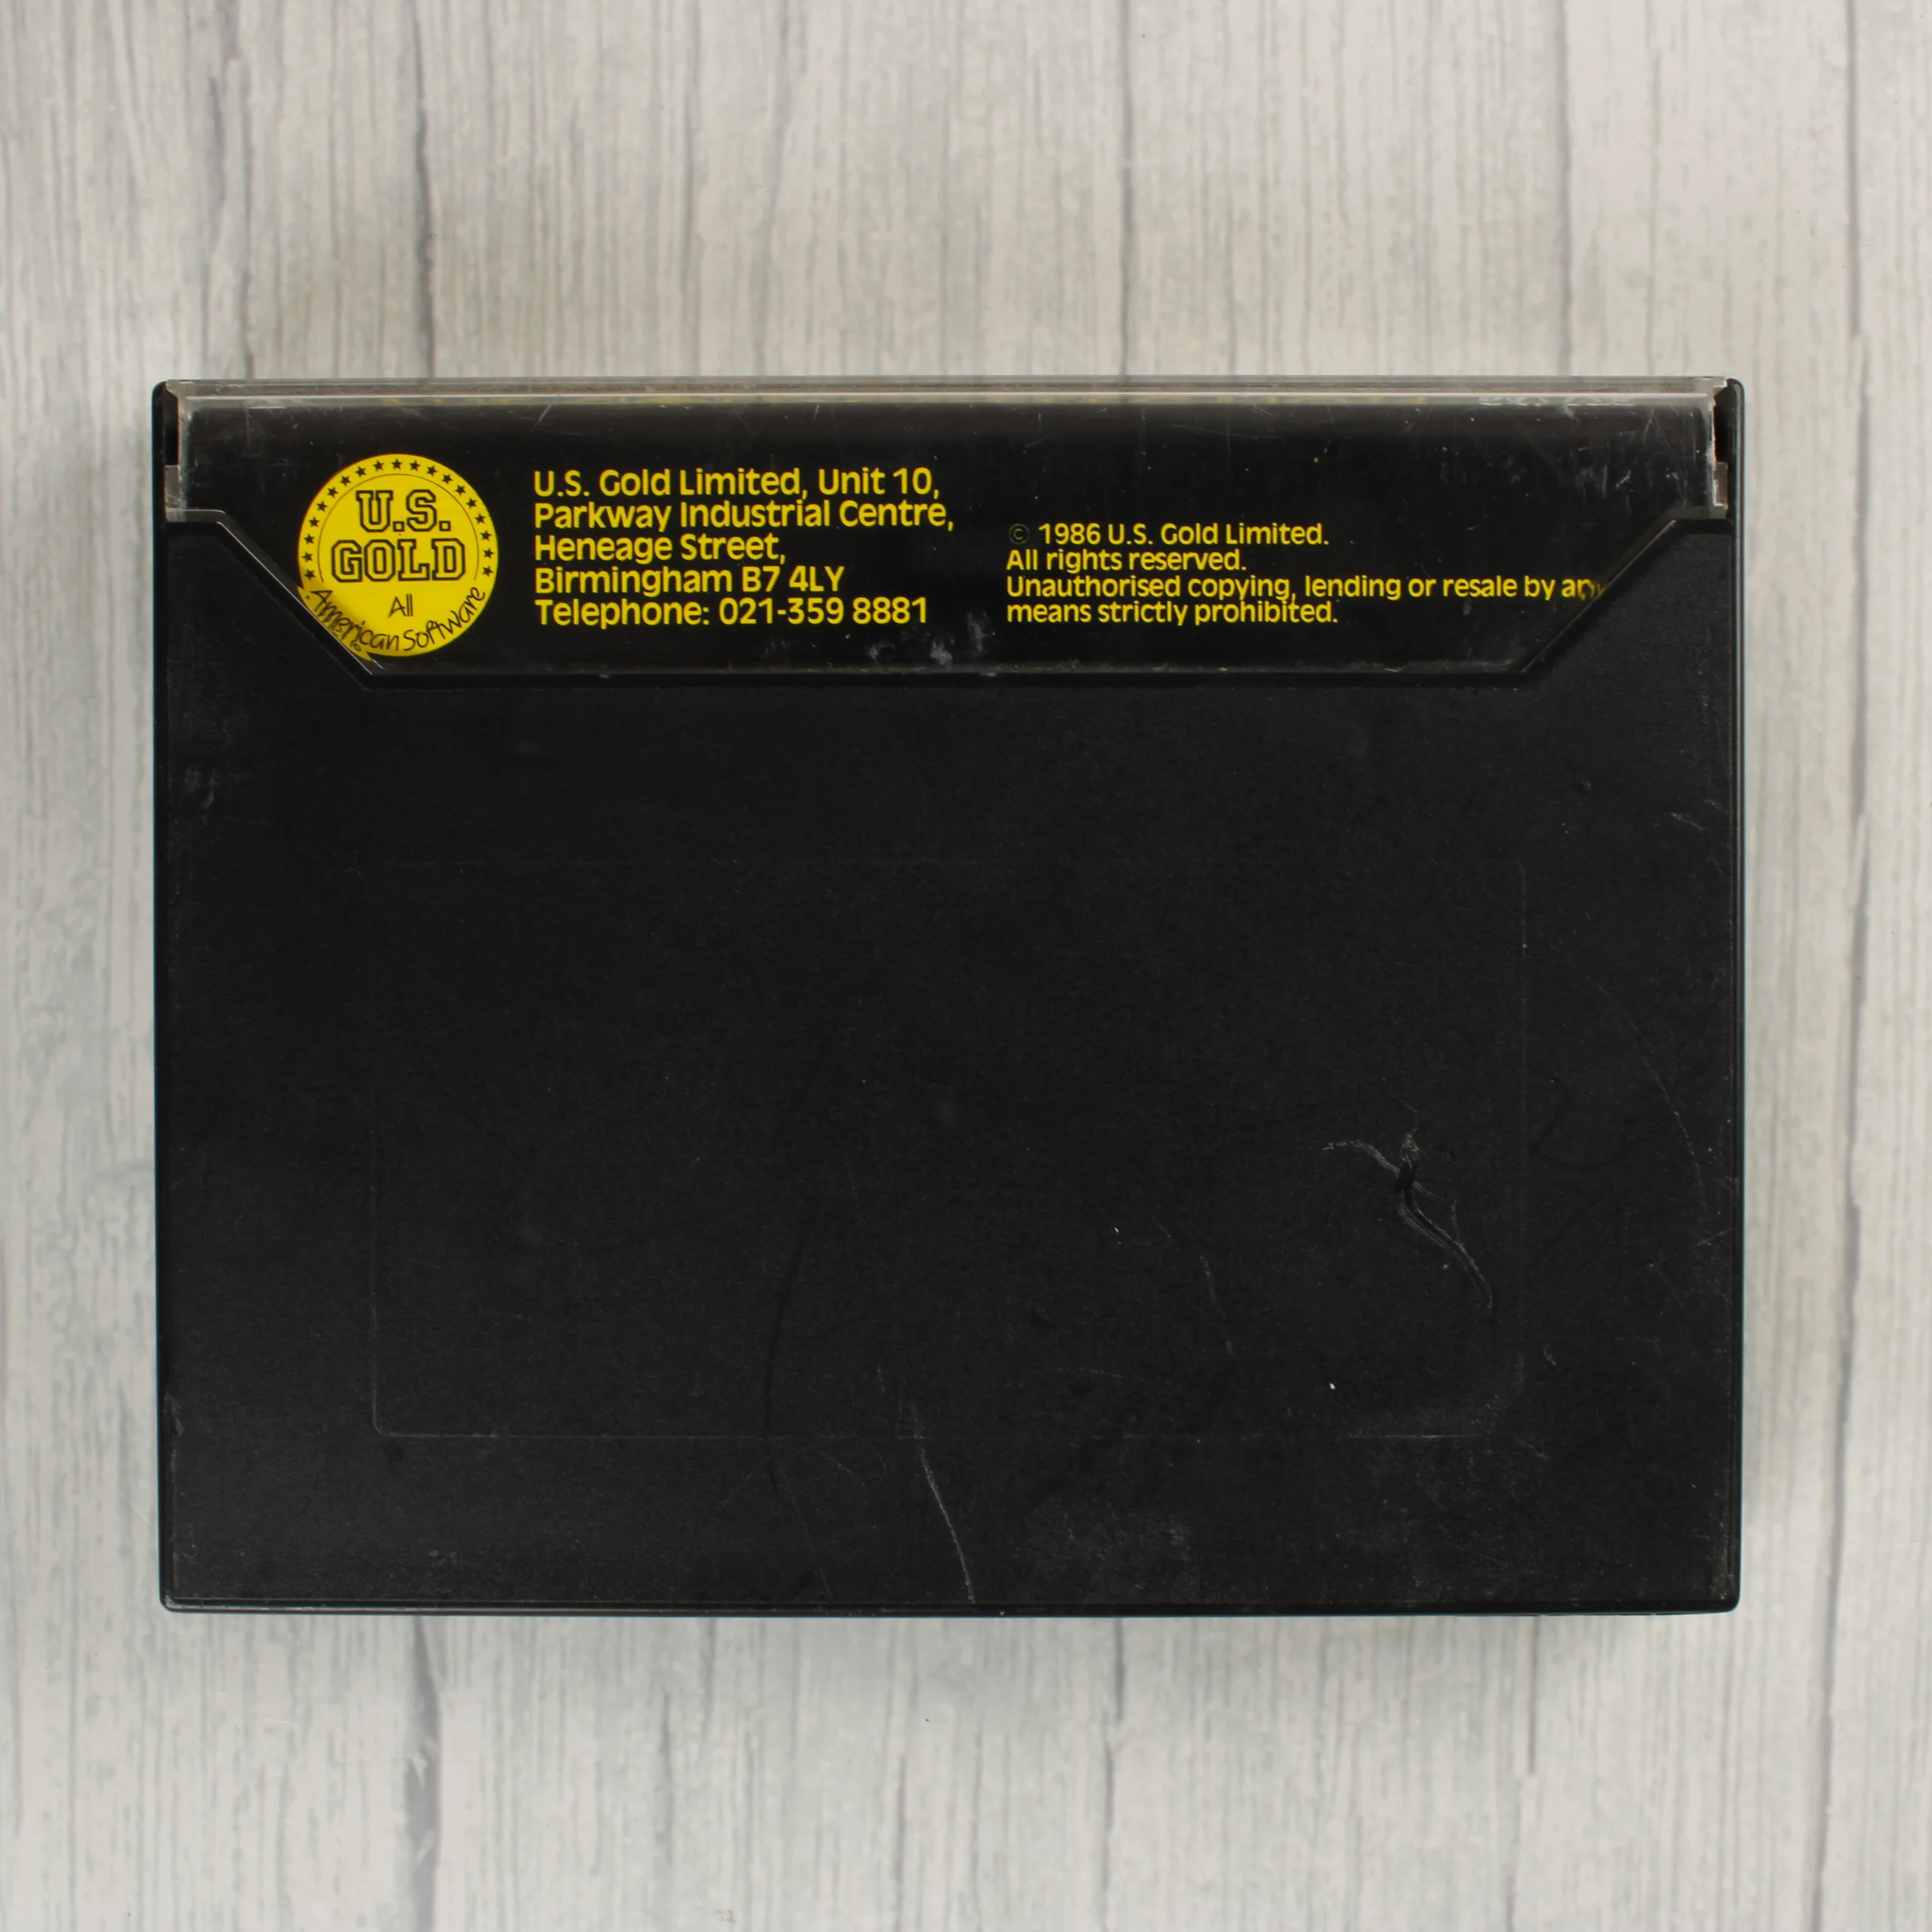 U.S.
GOLD
All
American Software
U.S. Gold Limited, Unit 10,
Parkway Industrial Centre,
Heneage Street,
Birmingham B7 4LY
Telephone: 021-359 8881
© 1986 U.S. Gold Limited.
All rights reserved.
Unauthorised copying, lending or resale by any
means strictly prohibited.